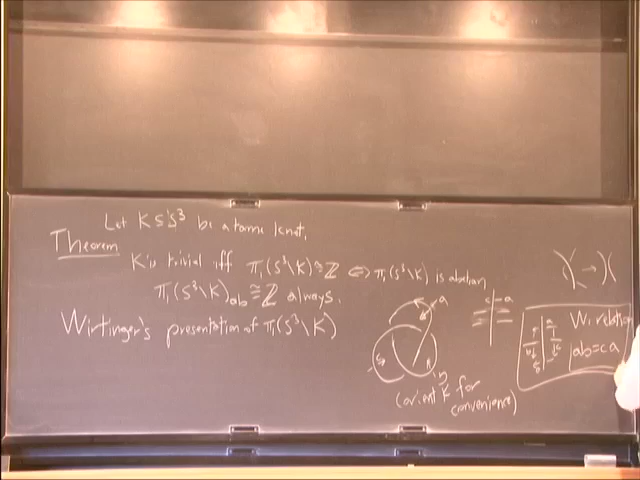 Let K ⊆ S³ be a tame knot.
Theorem
K is trivial iff π₁(S³\K) ≅ ℤ ⇔ π₁(S³\K) is abelian
π₁(S³\K)ab ≅ ℤ always.
Wirtinger's presentation of π₁(S³\K)
a
b
(orient K for
convenience)
c a
W. relation
ab=ca